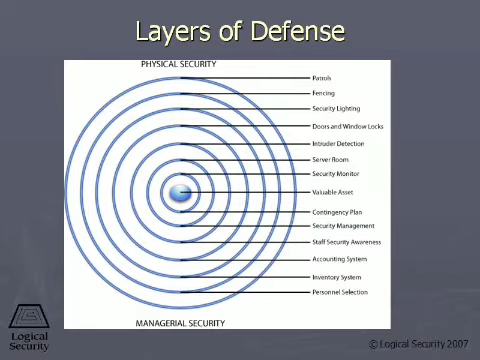 Layers of Defense
PHYSICAL SECURITY
Patrols
Fencing
Security Lighting
Doors and Window Locks
Intruder Detection
Server Room
Security Monitor
Valuable Asset
Contingency Plan
Security Management
Staff Security Awareness
Accounting System
Inventory System
Personnel Selection
MANAGERIAL SECURITY
Logical
Security
© Logical Security 2007